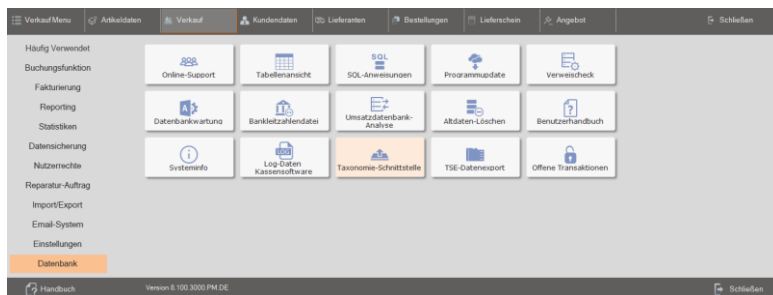 VerkaufMenu
Artikeldaten
Verkauf
Kundendaten
Lieferanten
Bestellungen
Lieferschein
Angebot
Schließen
Häufig Verwendet
Buchungsfunktion
Fakturierung
Reporting
Statistiken
Datensicherung
Nutzerrechte
Reparatur-Auftrag
Import/Export
Email-System
Einstellungen
Datenbank
Online-Support
Tabellenansicht
SQL
SQL-Anweisungen
Programmupdate
Verweischeck
A
Datenbankwartung
Bankleitzahlendatei
Umsatzdatenbank-
Analyse
Altdaten-Löschen
Benutzerhandbuch
Systeminfo
LOG
Log-Daten
Kassensoftware
Taxonomie-Schnittstelle
TSE-Datenexport
Offene Transaktionen
Handbuch
Version 8.100.3000.PM.DE
Schließen